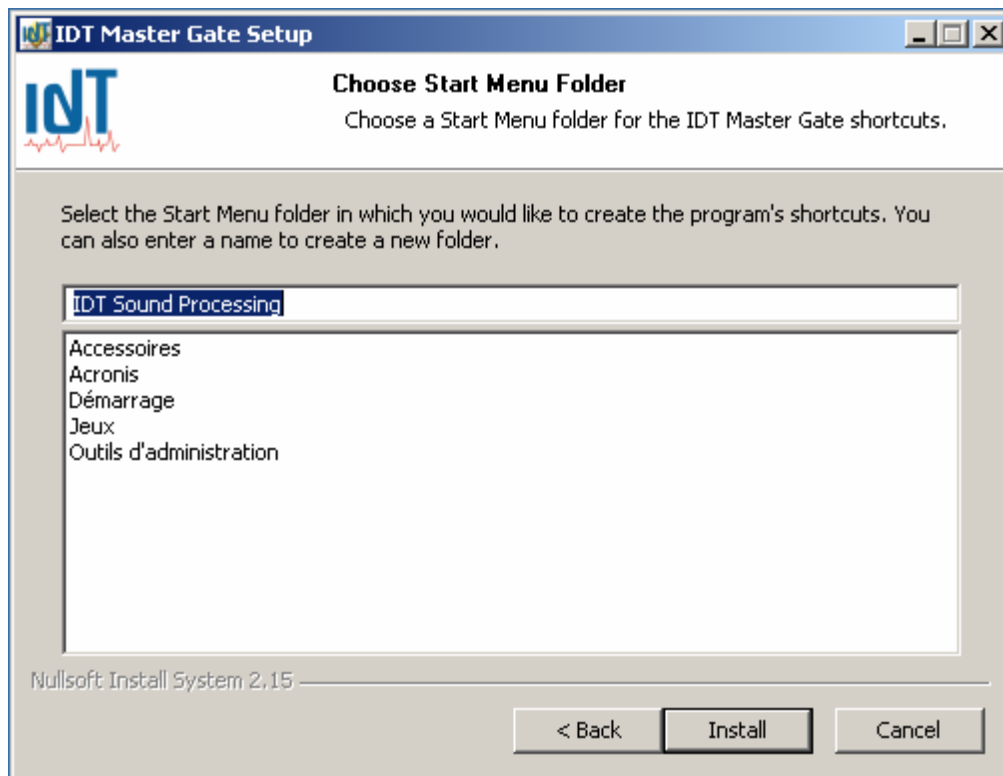 IDT Master Gate Setup
IDT
Choose Start Menu Folder
Choose a Start Menu folder for the IDT Master Gate shortcuts.
Select the Start Menu folder in which you would like to create the program's shortcuts. You
can also enter a name to create a new folder.
IDT Sound Processing
Accessoires
Acronis
Démarrage
Jeux
Outils d'administration
Nullsoft Install System 2.15
< Back
Install
Cancel